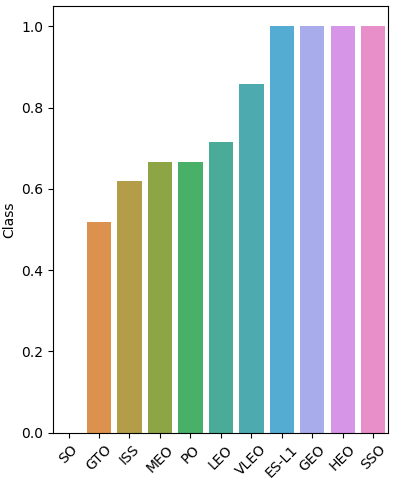 1.0
0.8
0.6
0.4
0.2
0.0
Class
SO
GTO
ISS
MEO
PO
LEO
VLEO
ES-L1
GEO
HEO
SSO